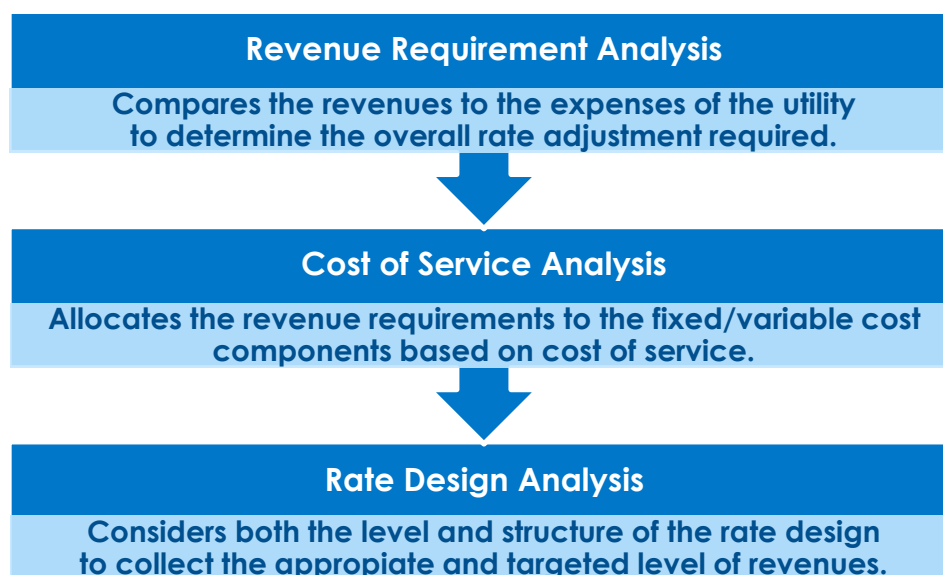 Revenue Requirement Analysis
Compares the revenues to the expenses of the utility
to determine the overall rate adjustment required.
Cost of Service Analysis
Allocates the revenue requirements to the fixed/variable cost
components based on cost of service.
Rate Design Analysis
Considers both the level and structure of the rate design
to collect the appropiate and targeted level of revenues.